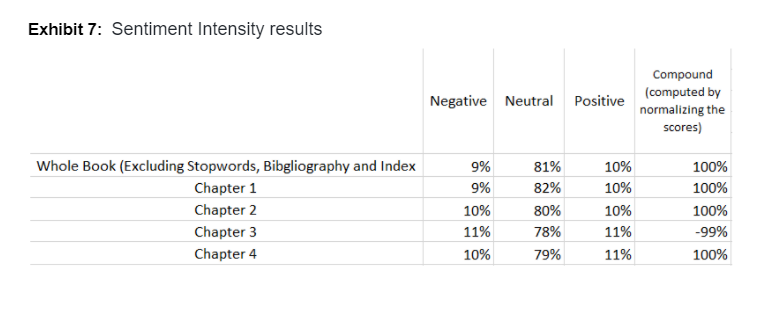 Exhibit 7: Sentiment Intensity results
Negative Neutral Positive Compound (computed by normalizing the scores)
Whole Book (Excluding Stopwords, Bibgliography and Index 9% 81% 10% 100%
Chapter 1 9% 82% 10% 100%
Chapter 2 10% 80% 10% 100%
Chapter 3 11% 78% 11% -99%
Chapter 4 10% 79% 11% 100%